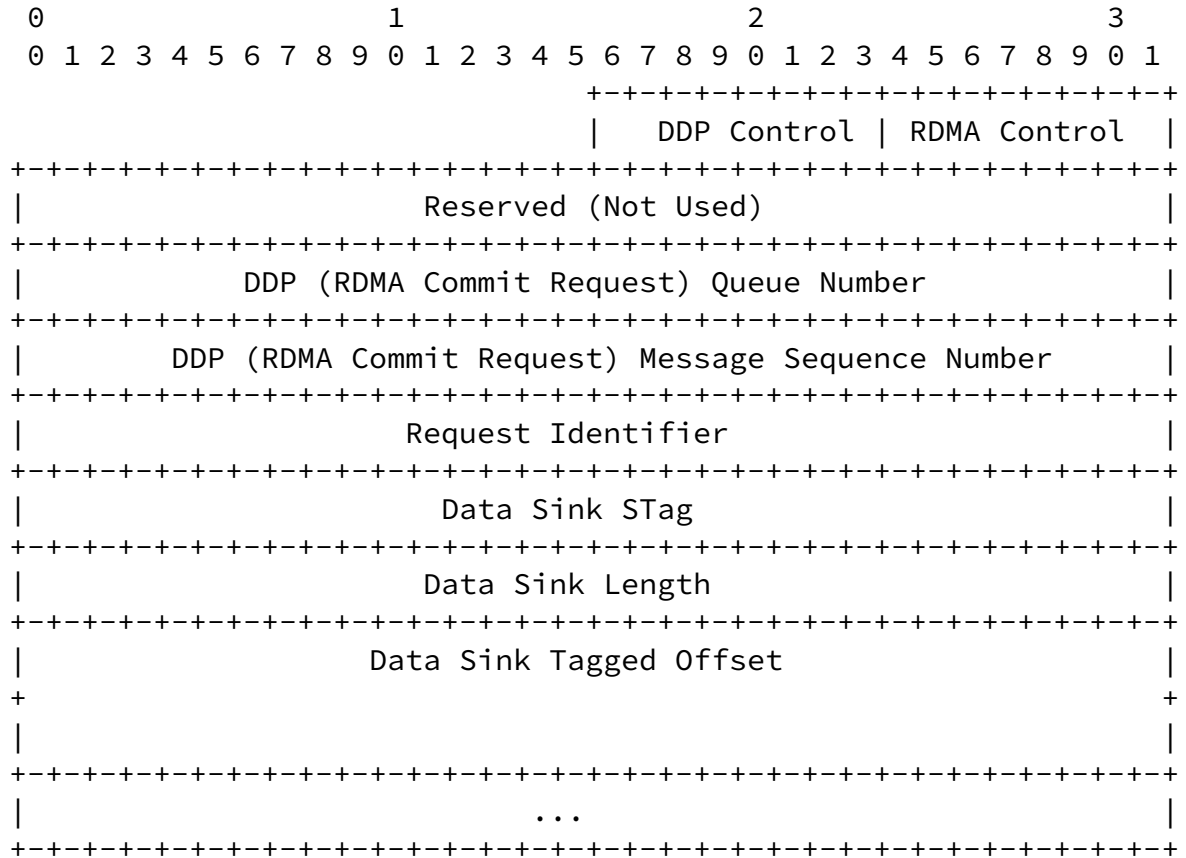 0                   1                   2                   3
 0 1 2 3 4 5 6 7 8 9 0 1 2 3 4 5 6 7 8 9 0 1 2 3 4 5 6 7 8 9 0 1
                                +-+-+-+-+-+-+-+-+-+-+-+-+-+-+-+-+
                                |   DDP Control | RDMA Control  |
+-+-+-+-+-+-+-+-+-+-+-+-+-+-+-+-+-+-+-+-+-+-+-+-+-+-+-+-+-+-+-+-+
|                      Reserved (Not Used)                      |
+-+-+-+-+-+-+-+-+-+-+-+-+-+-+-+-+-+-+-+-+-+-+-+-+-+-+-+-+-+-+-+-+
|            DDP (RDMA Commit Request) Queue Number             |
+-+-+-+-+-+-+-+-+-+-+-+-+-+-+-+-+-+-+-+-+-+-+-+-+-+-+-+-+-+-+-+-+
|        DDP (RDMA Commit Request) Message Sequence Number      |
+-+-+-+-+-+-+-+-+-+-+-+-+-+-+-+-+-+-+-+-+-+-+-+-+-+-+-+-+-+-+-+-+
|                     Request Identifier                        |
+-+-+-+-+-+-+-+-+-+-+-+-+-+-+-+-+-+-+-+-+-+-+-+-+-+-+-+-+-+-+-+-+
|                       Data Sink STag                          |
+-+-+-+-+-+-+-+-+-+-+-+-+-+-+-+-+-+-+-+-+-+-+-+-+-+-+-+-+-+-+-+-+
|                      Data Sink Length                         |
+-+-+-+-+-+-+-+-+-+-+-+-+-+-+-+-+-+-+-+-+-+-+-+-+-+-+-+-+-+-+-+-+
|                   Data Sink Tagged Offset                     |
+                                                               +
|                                                               |
+-+-+-+-+-+-+-+-+-+-+-+-+-+-+-+-+-+-+-+-+-+-+-+-+-+-+-+-+-+-+-+-+
|                            ...                                |
+-+-+-+-+-+-+-+-+-+-+-+-+-+-+-+-+-+-+-+-+-+-+-+-+-+-+-+-+-+-+-+-+